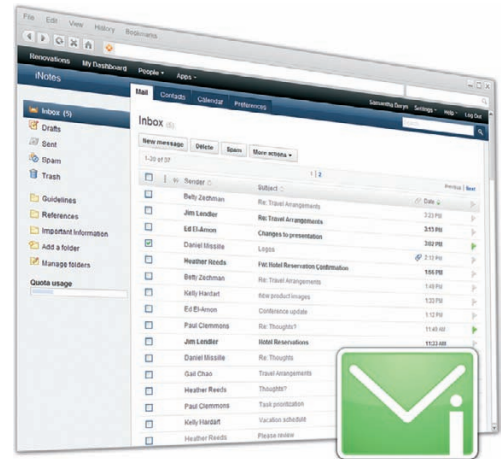 File Edit View History Bookmarks
Renovations My Dashboard People Apps Samantha Daryn Settings Help Log Out
iNotes
Mail Contacts Calendar Preferences
Inbox (5)
New message Delete Spam More actions
1-20 of 37 1 | 2 Previous | Next
Sender Subject Date
Betty Zechman Re: Travel Arrangements 3:23 PM
Jim Lendler Re: Travel Arrangements 3:15 PM
Ed El-Amon Changes to presentation 3:02 PM
Daniel Missile Logos 2:12 PM
Heather Reeds Fw: Hotel Reservation Confirmation 1:56 PM
Betty Zechman Re: Travel Arrangements 1:49 PM
Kelly Hardart new product images 1:33 PM
Ed El-Amon Conference update 1:12 PM
Paul Clemmons Re: Thoughts? 11:45 AM
Jim Lendler Hotel Reservations 11:23 AM
Daniel Missile Re: Thoughts
Gail Chao Travel Arrangements
Heather Reeds Thoughts?
Paul Clemmons Task prioritization
Kelly Hardart Vacation schedule
Heather Reeds Please review
Inbox (5)
Drafts
Sent
Spam
Trash
Guidelines
References
Important Information
Add a folder
Manage folders
Quota usage
i